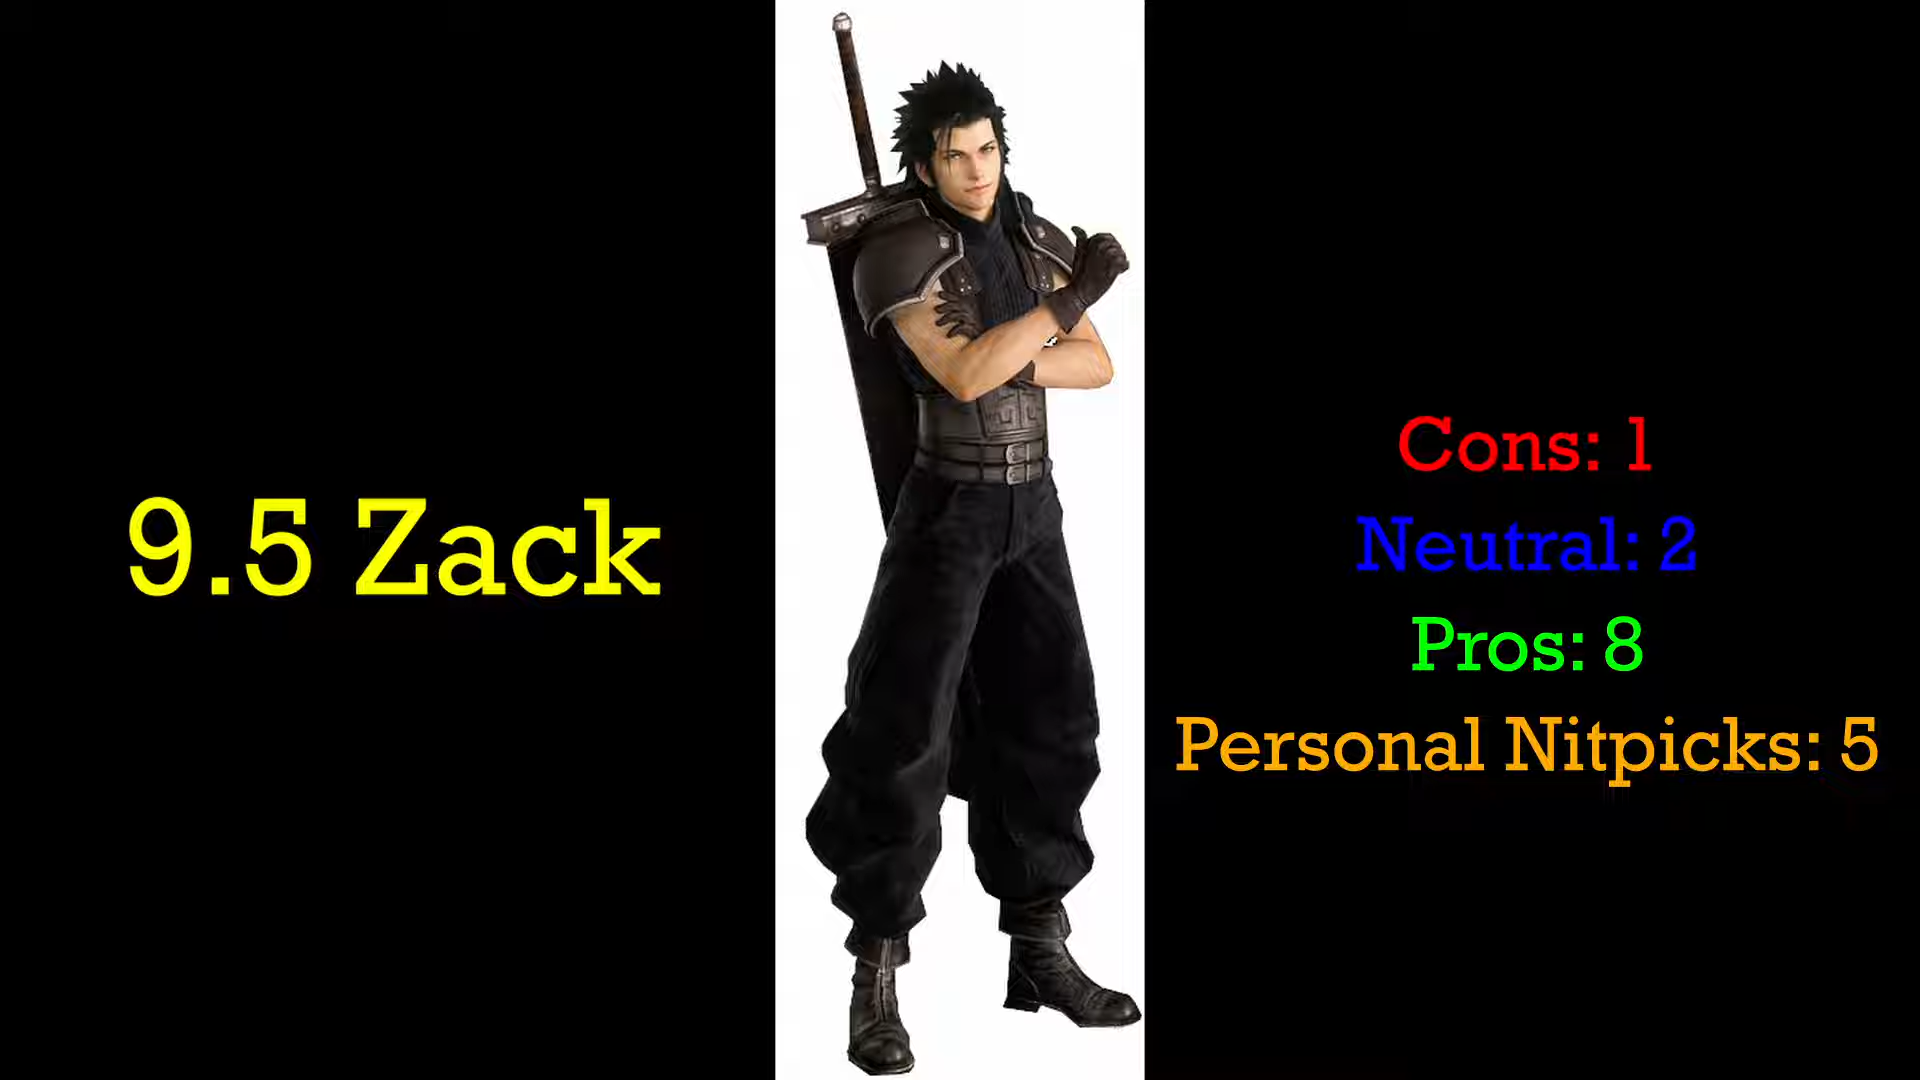 9.5 Zack
Cons: 1
Neutral: 2
Pros: 8
Personal Nitpicks: 5